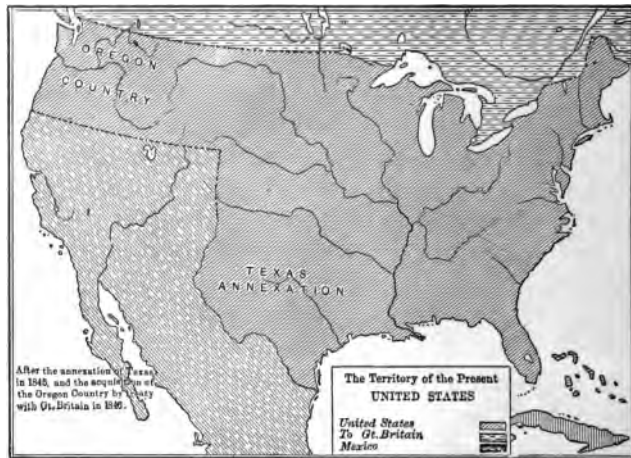 OREGON
COUNTRY
TEXAS
ANNEXATION
After the annexation of Texas
in 1845, and the acquisition of
the Oregon Country by treaty
with Gt. Britain in 1846.
The Territory of the Present
UNITED STATES
United States
To Gt. Britain
Mexico